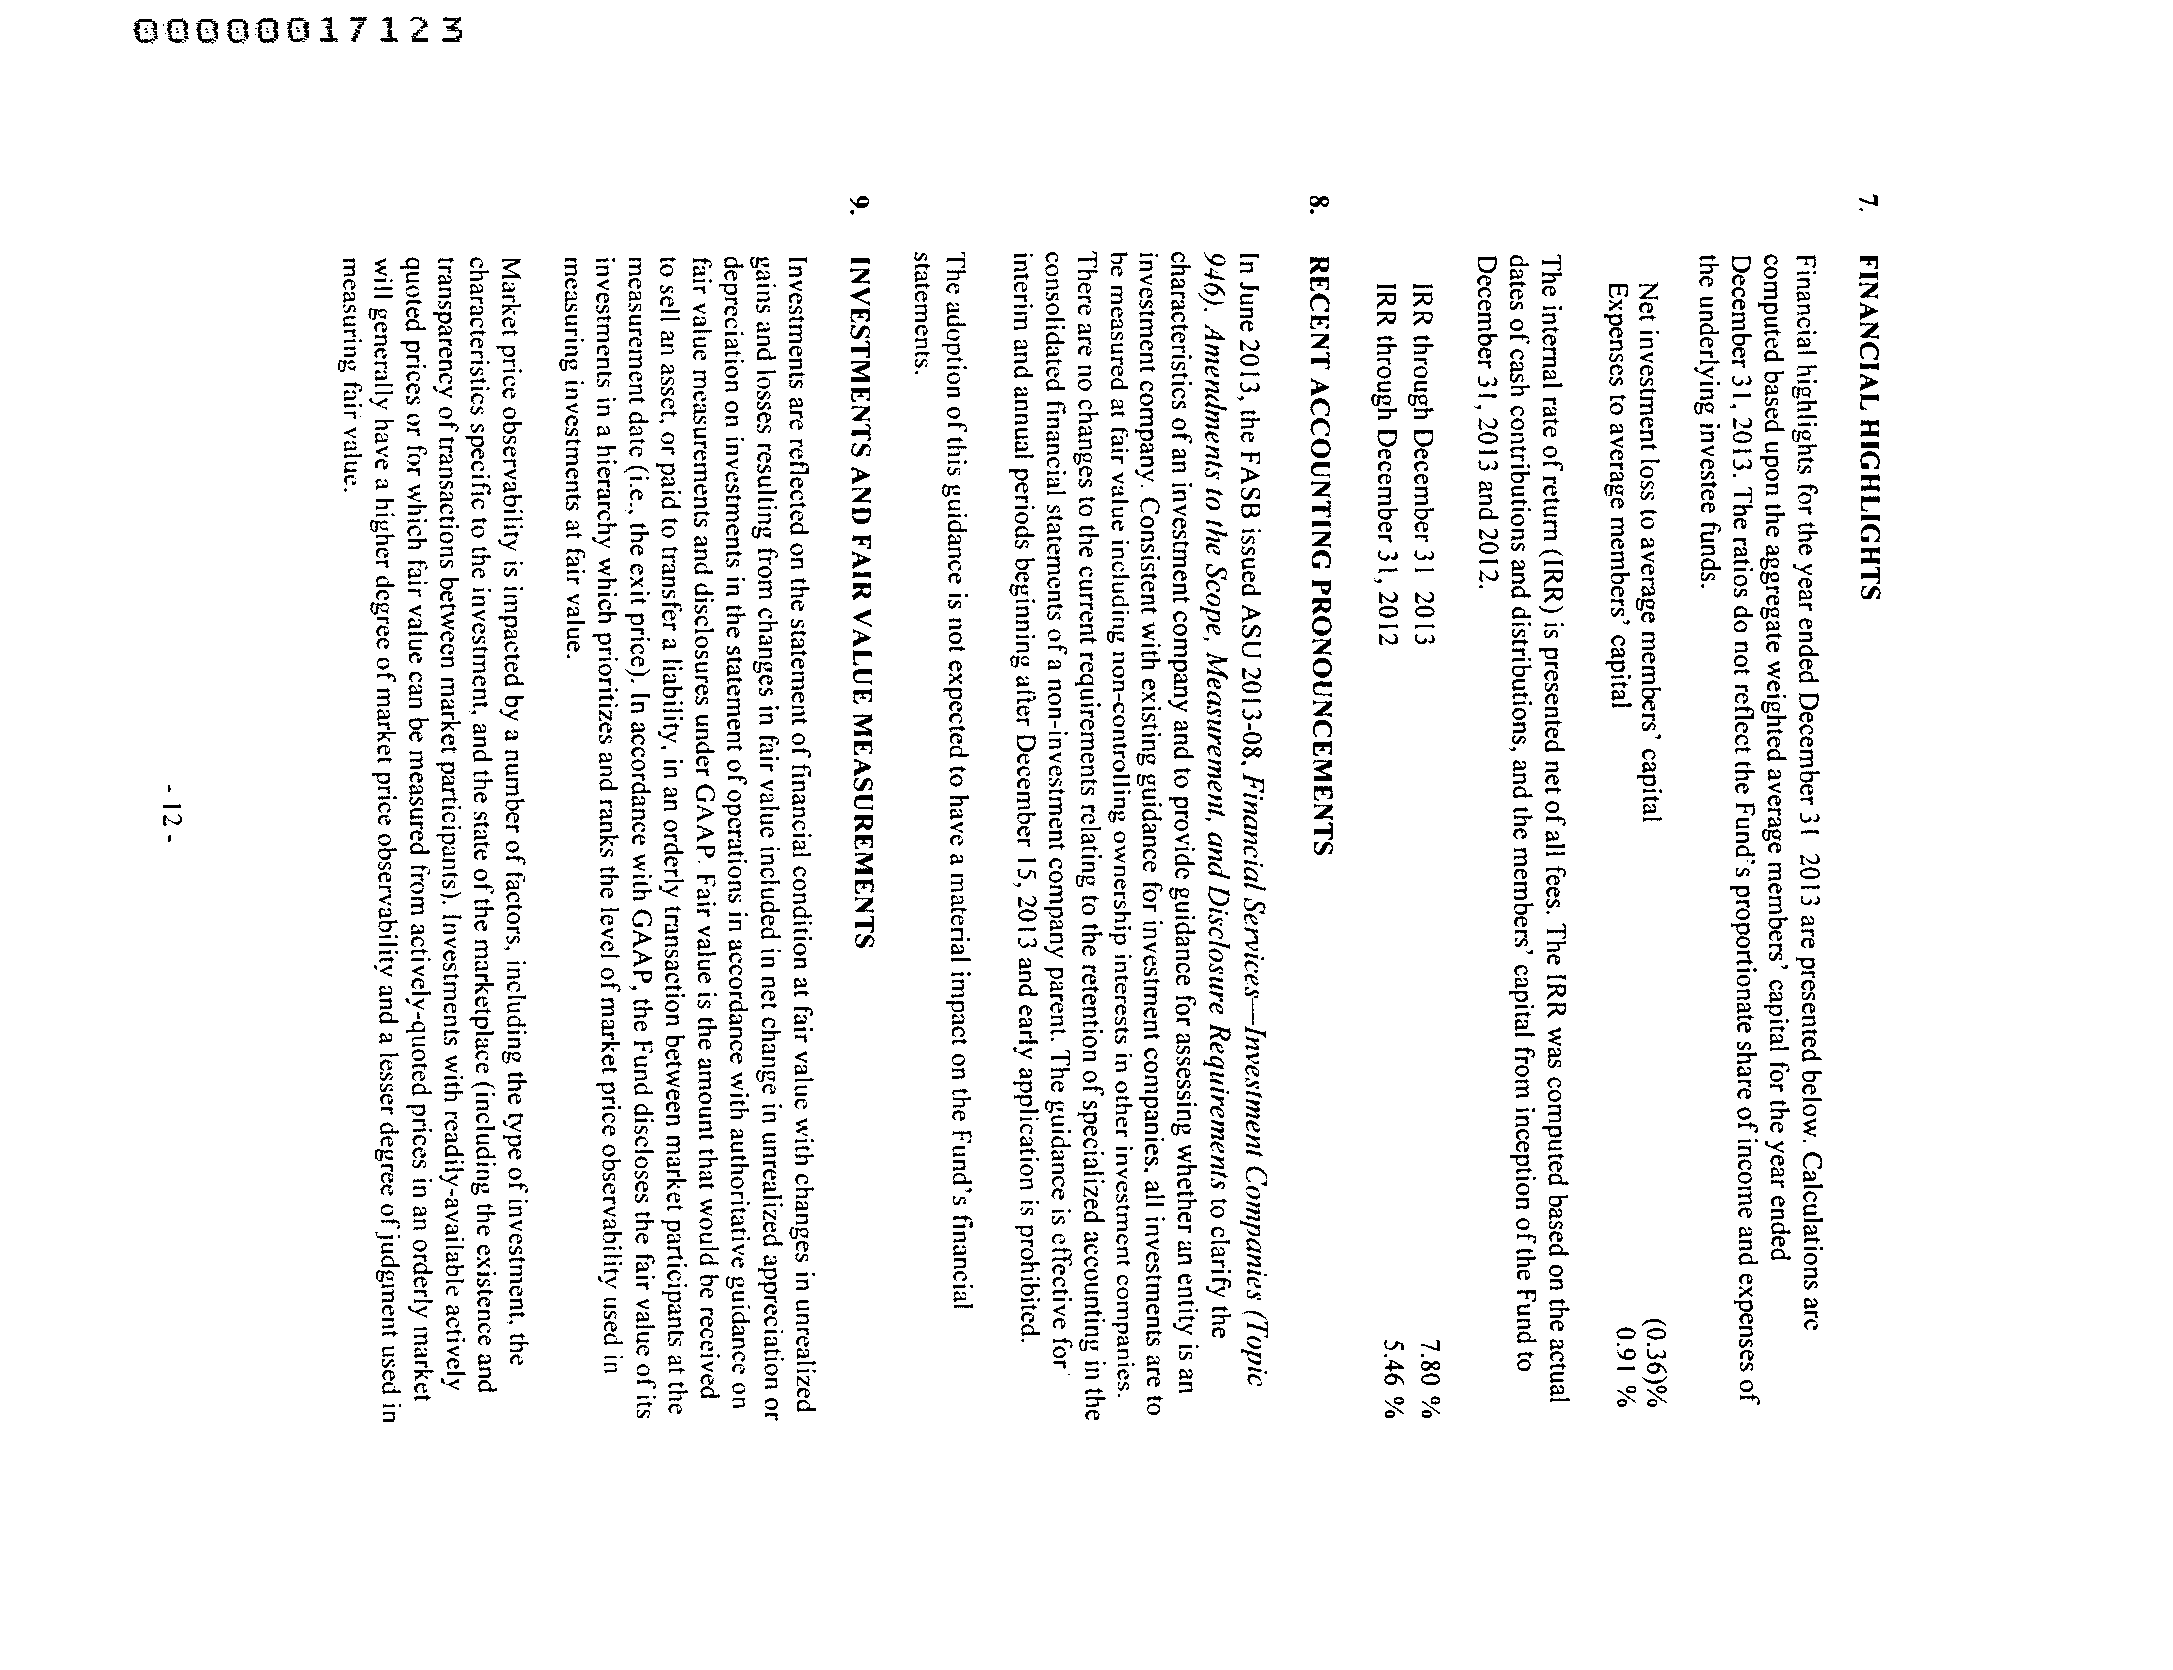 00000017123
7. FINANCIAL HIGHLIGHTS
Financial highlights for the year ended December 31 2013 are presented below. Calculations are
computed based upon the aggregate weighted average members' capital for the year ended
December 31, 2013. The ratios do not reflect the Fund's proportionate share of income and expenses of
the underlying investee funds.
Net investment loss to average members' capital (0.36)%
Expenses to average members' capital 0.91 %
The internal rate of return (IRR) is presented net of all fees. The IRR was computed based on the actual
dates of cash contributions and distributions, and the members' capital from inception of the Fund to
December 31, 2013 and 2012.
IRR through December 31 2013 7.80 %
IRR through December 31, 2012 5.46 %
8. RECENT ACCOUNTING PRONOUNCEMENTS
In June 2013, the FASB issued ASU 2013-08, Financial Services—Investment Companies (Topic
946). Amendments to the Scope, Measurement, and Disclosure Requirements to clarify the
characteristics of an investment company and to provide guidance for assessing whether an entity is an
investment company. Consistent with existing guidance for investment companies, all investments are to
be measured at fair value including non-controlling ownership interests in other investment companies.
There are no changes to the current requirements relating to the retention of specialized accounting in the
consolidated financial statements of a non-investment company parent. The guidance is effective for
interim and annual periods beginning after December 15, 2013 and early application is prohibited.
The adoption of this guidance is not expected to have a material impact on the Fund's financial
statements.
9. INVESTMENTS AND FAIR VALUE MEASUREMENTS
Investments are reflected on the statement of financial condition at fair value with changes in unrealized
gains and losses resulting from changes in fair value included in net change in unrealized appreciation or
depreciation on investments in the statement of operations in accordance with authoritative guidance on
fair value measurements and disclosures under GAAP. Fair value is the amount that would be received
to sell an asset, or paid to transfer a liability, in an orderly transaction between market participants at the
measurement date (i.e., the exit price). In accordance with GAAP, the Fund discloses the fair value of its
investments in a hierarchy which prioritizes and ranks the level of market price observability used in
measuring investments at fair value.
Market price observability is impacted by a number of factors, including the type of investment, the
characteristics specific to the investment, and the state of the marketplace (including the existence and
transparency of transactions between market participants). Investments with readily-available actively
quoted prices or for which fair value can be measured from actively-quoted prices in an orderly market
will generally have a higher degree of market price observability and a lesser degree of judgment used in
measuring fair value.
- 12 -